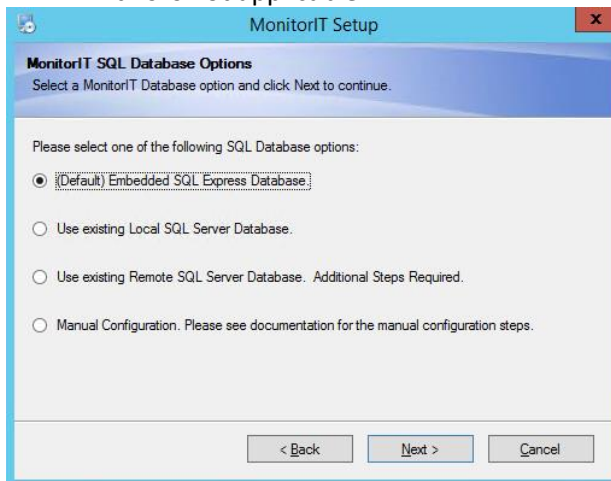 MonitorIT Setup
x
MonitorIT SQL Database Options
Select a MonitorIT Database option and click Next to continue.
Please select one of the following SQL Database options:
(Default) Embedded SQL Express Database.
Use existing Local SQL Server Database.
Use existing Remote SQL Server Database. Additional Steps Required.
Manual Configuration. Please see documentation for the manual configuration steps.
< Back Next > Cancel